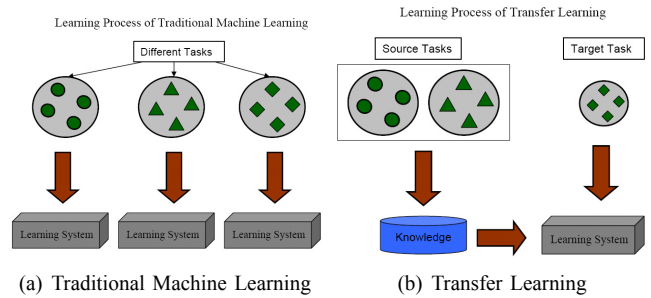 Learning Process of Traditional Machine Learning
Different Tasks
Learning System
Learning System
Learning System
(a) Traditional Machine Learning
Learning Process of Transfer Learning
Source Tasks
Target Task
Knowledge
Learning System
(b) Transfer Learning